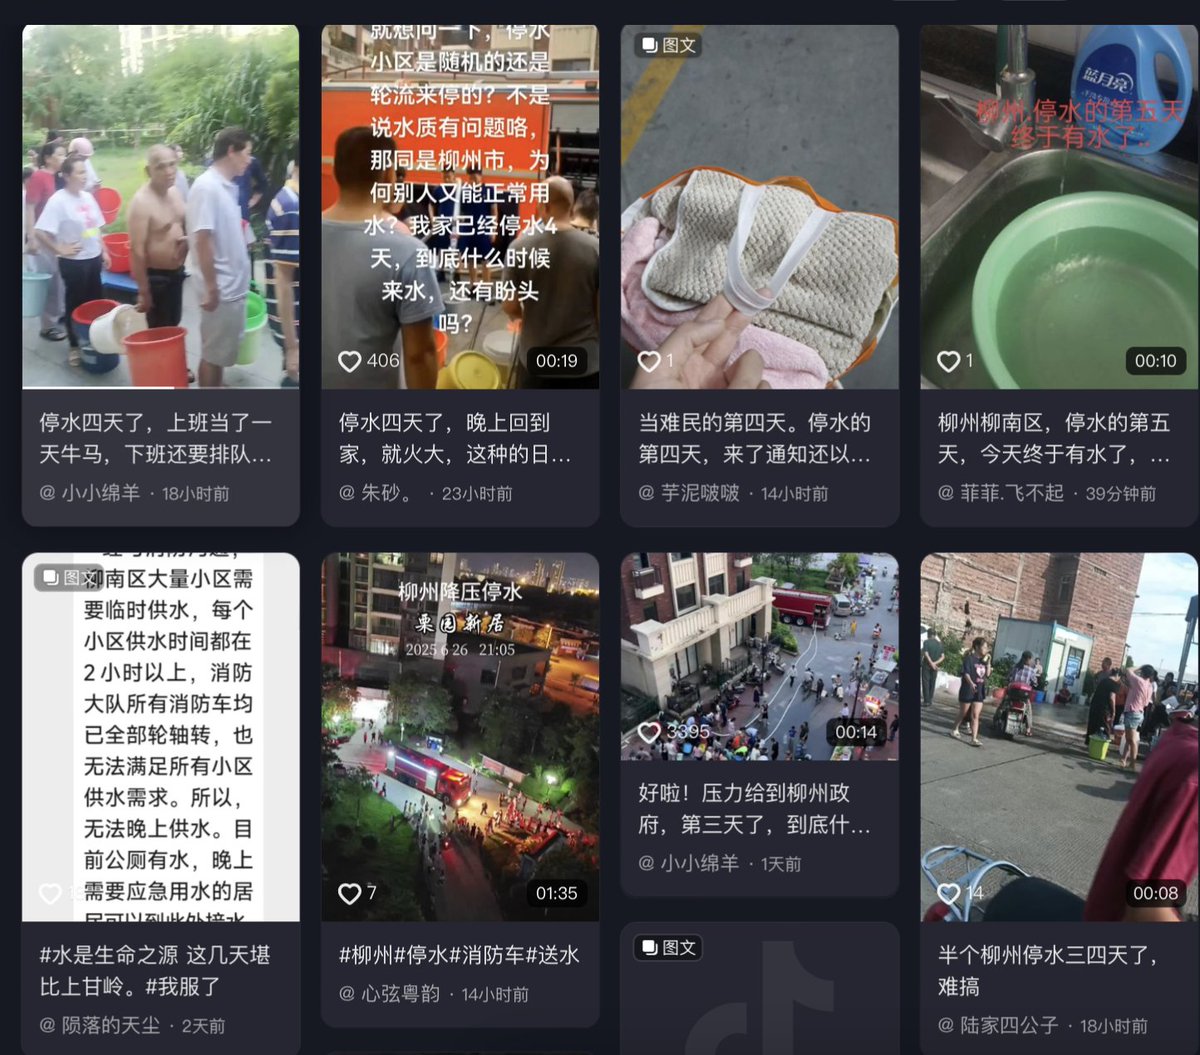 就想问一下，停水
小区是随机的还是
轮流来停的？不是
说水质有问题咯，
那同是柳州市，为
何别人又能正常用
水？我家已经停水4
天，到底什么时候
来水，还有盼头
吗？
406
00:19
图文
1
蓝月亮
柳州.停水的第五天
终于有水了..
1
00:10
停水四天了，上班当了一
天牛马，下班还要排队...
@ 小小绵羊 · 18小时前
停水四天了，晚上回到
家，就火大，这种的日...
@ 朱砂。 · 23小时前
当难民的第四天。停水的
第四天，来了通知还以...
@ 芋泥啵啵 · 14小时前
柳州柳南区，停水的第五
天，今天终于有水了，...
@ 菲菲.飞不起 · 39分钟前
图文
柳南区大量小区需
要临时供水，每个
小区供水时间都在
2小时以上，消防
大队所有消防车均
已全部轮轴转，也
无法满足所有小区
供水需求。所以，
无法晚上供水。目
前公厕有水，晚上
需要应急用水的居
居可以到此处接水
#水是生命之源 这几天堪
比上甘岭。#我服了
@ 陨落的天尘 · 2天前
柳州降压停水
栗园新居
2025 6 26 21:05
7
01:35
#柳州#停水#消防车#送水
@ 心弦粤韵 · 14小时前
3395
00:14
好啦！压力给到柳州政
府，第三天了，到底什...
@ 小小绵羊 · 1天前
图文
14
00:08
半个柳州停水三四天了，
难搞
@ 陆家四公子 · 18小时前